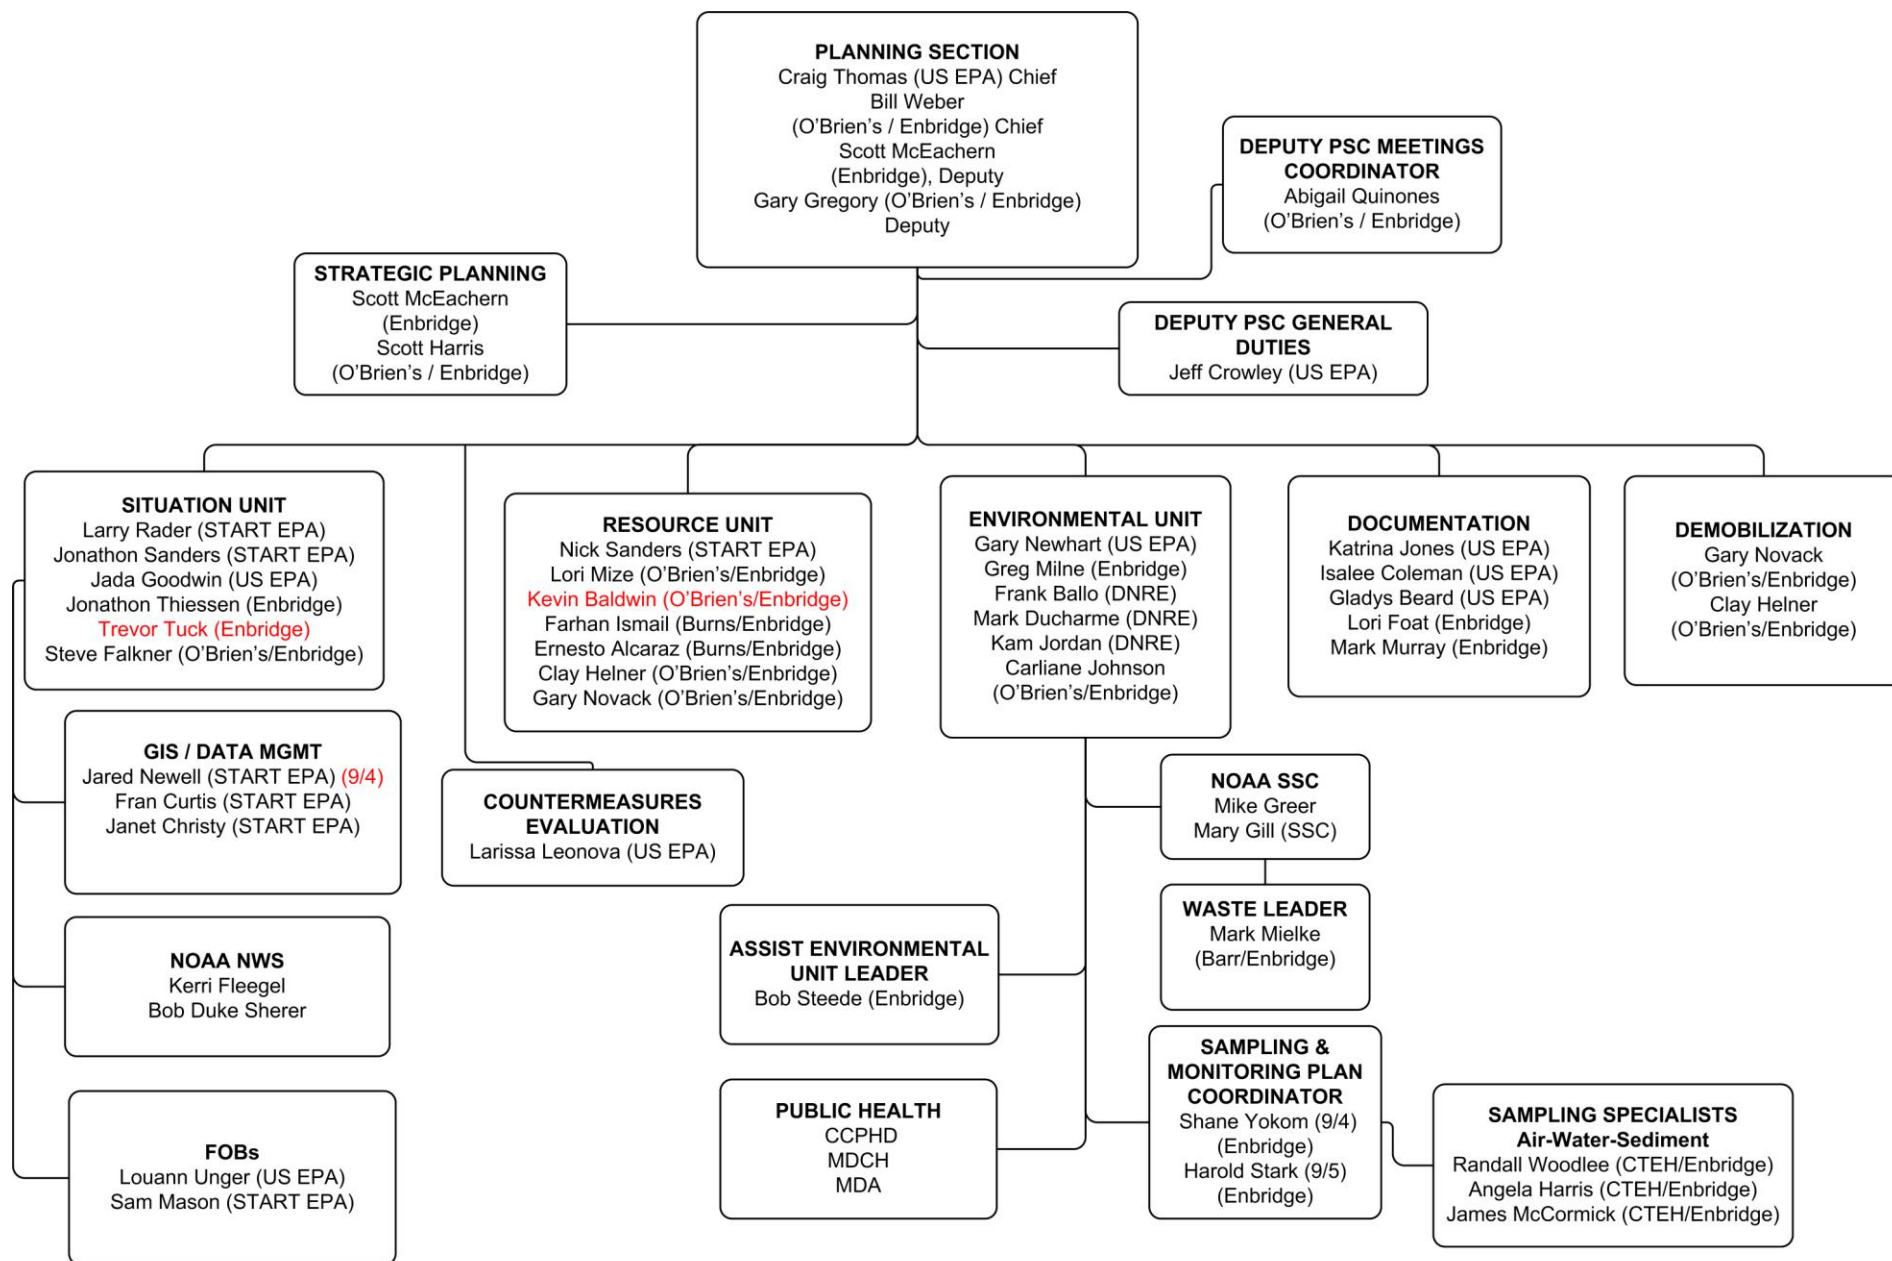 PLANNING SECTION
Craig Thomas (US EPA) Chief
Bill Weber
(O'Brien's / Enbridge) Chief
Scott McEachern
(Enbridge), Deputy
Gary Gregory (O'Brien's / Enbridge)
Deputy
DEPUTY PSC MEETINGS
COORDINATOR
Abigail Quinones
(O'Brien's / Enbridge)
STRATEGIC PLANNING
Scott McEachern
(Enbridge)
Scott Harris
(O'Brien's / Enbridge)
DEPUTY PSC GENERAL
DUTIES
Jeff Crowley (US EPA)
SITUATION UNIT
Larry Rader (START EPA)
Jonathon Sanders (START EPA)
Jada Goodwin (US EPA)
Jonathon Thiessen (Enbridge)
Trevor Tuck (Enbridge)
Steve Falkner (O'Brien's/Enbridge)
RESOURCE UNIT
Nick Sanders (START EPA)
Lori Mize (O'Brien's/Enbridge)
Kevin Baldwin (O'Brien's/Enbridge)
Farhan Ismail (Burns/Enbridge)
Ernesto Alcaraz (Burns/Enbridge)
Clay Helner (O'Brien's/Enbridge)
Gary Novack (O'Brien's/Enbridge)
ENVIRONMENTAL UNIT
Gary Newhart (US EPA)
Greg Milne (Enbridge)
Frank Ballo (DNRE)
Mark Ducharme (DNRE)
Kam Jordan (DNRE)
Carliane Johnson
(O'Brien's/Enbridge)
DOCUMENTATION
Katrina Jones (US EPA)
Isalee Coleman (US EPA)
Gladys Beard (US EPA)
Lori Foat (Enbridge)
Mark Murray (Enbridge)
DEMOBILIZATION
Gary Novack
(O'Brien's/Enbridge)
Clay Helner
(O'Brien's/Enbridge)
GIS / DATA MGMT
Jared Newell (START EPA) (9/4)
Fran Curtis (START EPA)
Janet Christy (START EPA)
COUNTERMEASURES
EVALUATION
Larissa Leonova (US EPA)
NOAA SSC
Mike Greer
Mary Gill (SSC)
WASTE LEADER
Mark Mielke
(Barr/Enbridge)
NOAA NWS
Kerri Fleegel
Bob Duke Sherer
ASSIST ENVIRONMENTAL
UNIT LEADER
Bob Steede (Enbridge)
SAMPLING &
MONITORING PLAN
COORDINATOR
Shane Yokom (9/4)
(Enbridge)
Harold Stark (9/5)
(Enbridge)
FOBs
Louann Unger (US EPA)
Sam Mason (START EPA)
PUBLIC HEALTH
CCPHD
MDCH
MDA
SAMPLING SPECIALISTS
Air-Water-Sediment
Randall Woodlee (CTEH/Enbridge)
Angela Harris (CTEH/Enbridge)
James McCormick (CTEH/Enbridge)